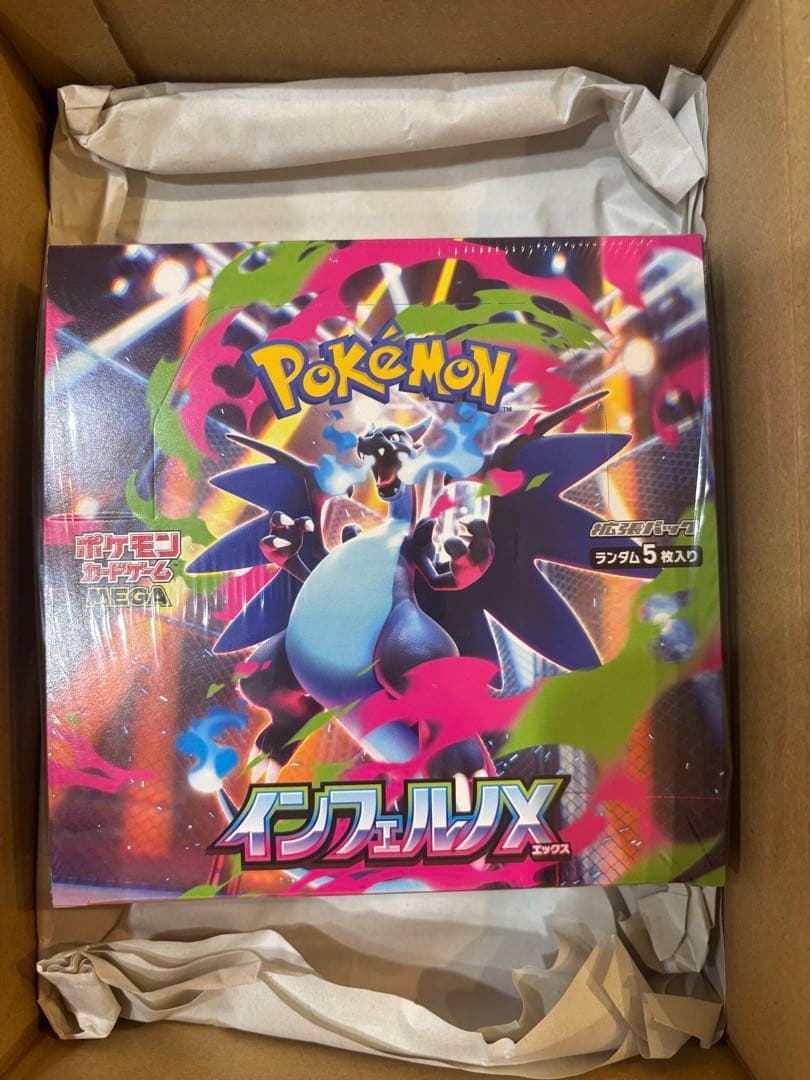 POKéMON
TM
ポケモン
カードゲーム
MEGA
拡張パック
ランダム5枚入り
インフェルノX
エックス